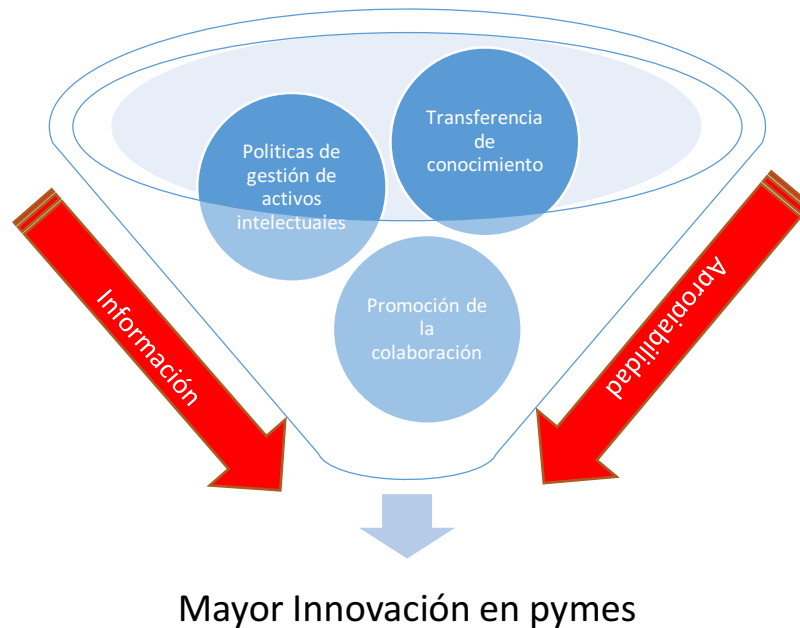 Transferencia
de
conocimiento
Politicas de
gestión de
activos
intelectuales
Promoción de
la
colaboración
Información
Apropiabilidad
Mayor Innovación en pymes